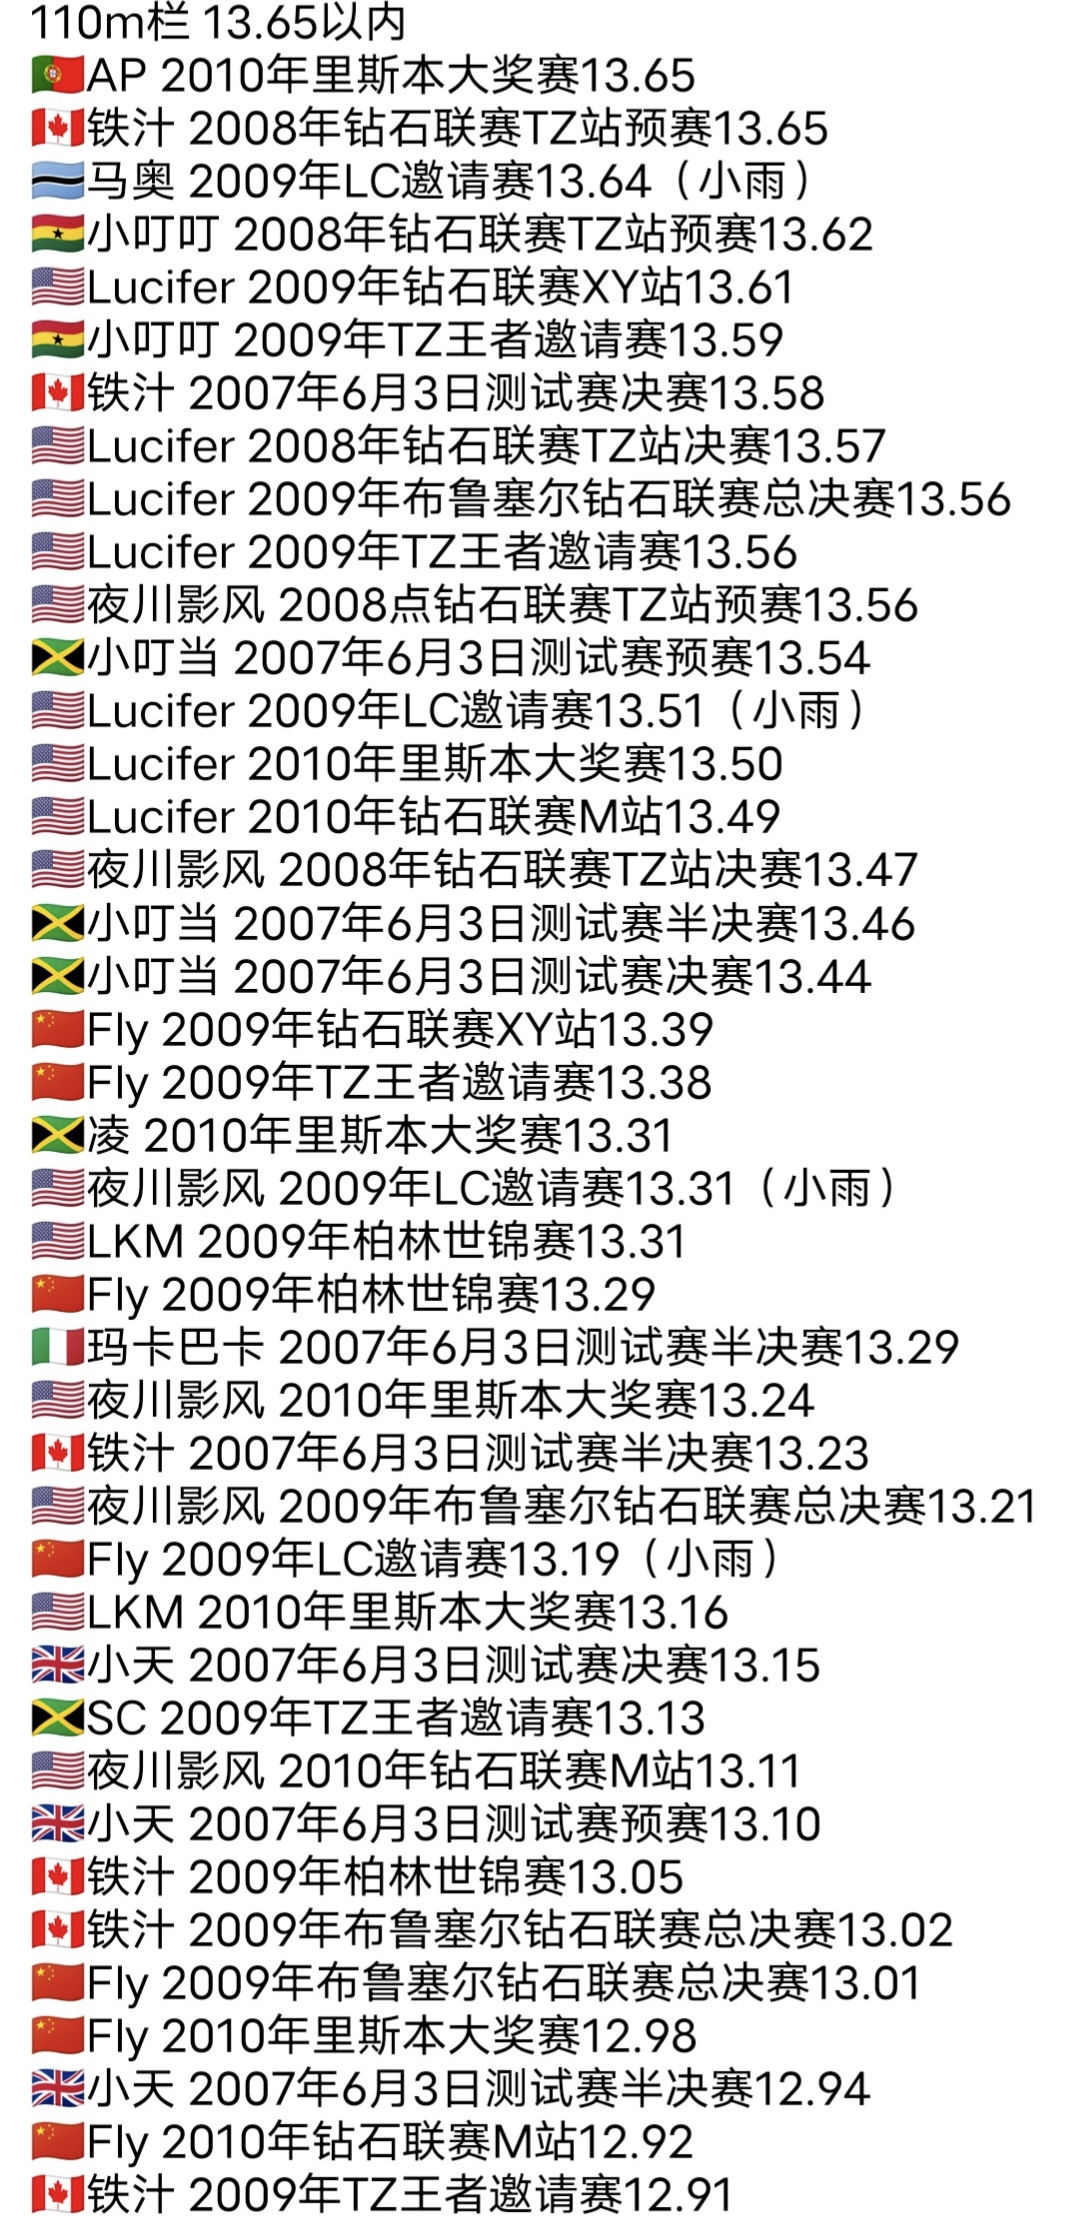 110m栏 13.65以内
🇵🇹AP 2010年里斯本大奖赛13.65
🇨🇦铁汁 2008年钻石联赛TZ站预赛13.65
🇧🇼马奥 2009年LC邀请赛13.64（小雨）
🇬🇭小叮叮 2008年钻石联赛TZ站预赛13.62
🇺🇸Lucifer 2009年钻石联赛XY站13.61
🇬🇭小叮叮 2009年TZ王者邀请赛13.59
🇨🇦铁汁 2007年6月3日测试赛决赛13.58
🇺🇸Lucifer 2008年钻石联赛TZ站决赛13.57
🇺🇸Lucifer 2009年布鲁塞尔钻石联赛总决赛13.56
🇺🇸Lucifer 2009年TZ王者邀请赛13.56
🇺🇸夜川影风 2008点钻石联赛TZ站预赛13.56
🇯🇲小叮当 2007年6月3日测试赛预赛13.54
🇺🇸Lucifer 2009年LC邀请赛13.51（小雨）
🇺🇸Lucifer 2010年里斯本大奖赛13.50
🇺🇸Lucifer 2010年钻石联赛M站13.49
🇺🇸夜川影风 2008年钻石联赛TZ站决赛13.47
🇯🇲小叮当 2007年6月3日测试赛半决赛13.46
🇯🇲小叮当 2007年6月3日测试赛决赛13.44
🇨🇳Fly 2009年钻石联赛XY站13.39
🇨🇳Fly 2009年TZ王者邀请赛13.38
🇯🇲凌 2010年里斯本大奖赛13.31
🇺🇸夜川影风 2009年LC邀请赛13.31（小雨）
🇺🇸LKM 2009年柏林世锦赛13.31
🇨🇳Fly 2009年柏林世锦赛13.29
🇮🇹玛卡巴卡 2007年6月3日测试赛半决赛13.29
🇺🇸夜川影风 2010年里斯本大奖赛13.24
🇨🇦铁汁 2007年6月3日测试赛半决赛13.23
🇺🇸夜川影风 2009年布鲁塞尔钻石联赛总决赛13.21
🇨🇳Fly 2009年LC邀请赛13.19（小雨）
🇺🇸LKM 2010年里斯本大奖赛13.16
🇬🇧小天 2007年6月3日测试赛决赛13.15
🇯🇲SC 2009年TZ王者邀请赛13.13
🇺🇸夜川影风 2010年钻石联赛M站13.11
🇬🇧小天 2007年6月3日测试赛预赛13.10
🇨🇦铁汁 2009年柏林世锦赛13.05
🇨🇦铁汁 2009年布鲁塞尔钻石联赛总决赛13.02
🇨🇳Fly 2009年布鲁塞尔钻石联赛总决赛13.01
🇨🇳Fly 2010年里斯本大奖赛12.98
🇬🇧小天 2007年6月3日测试赛半决赛12.94
🇨🇳Fly 2010年钻石联赛M站12.92
🇨🇦铁汁 2009年TZ王者邀请赛12.91